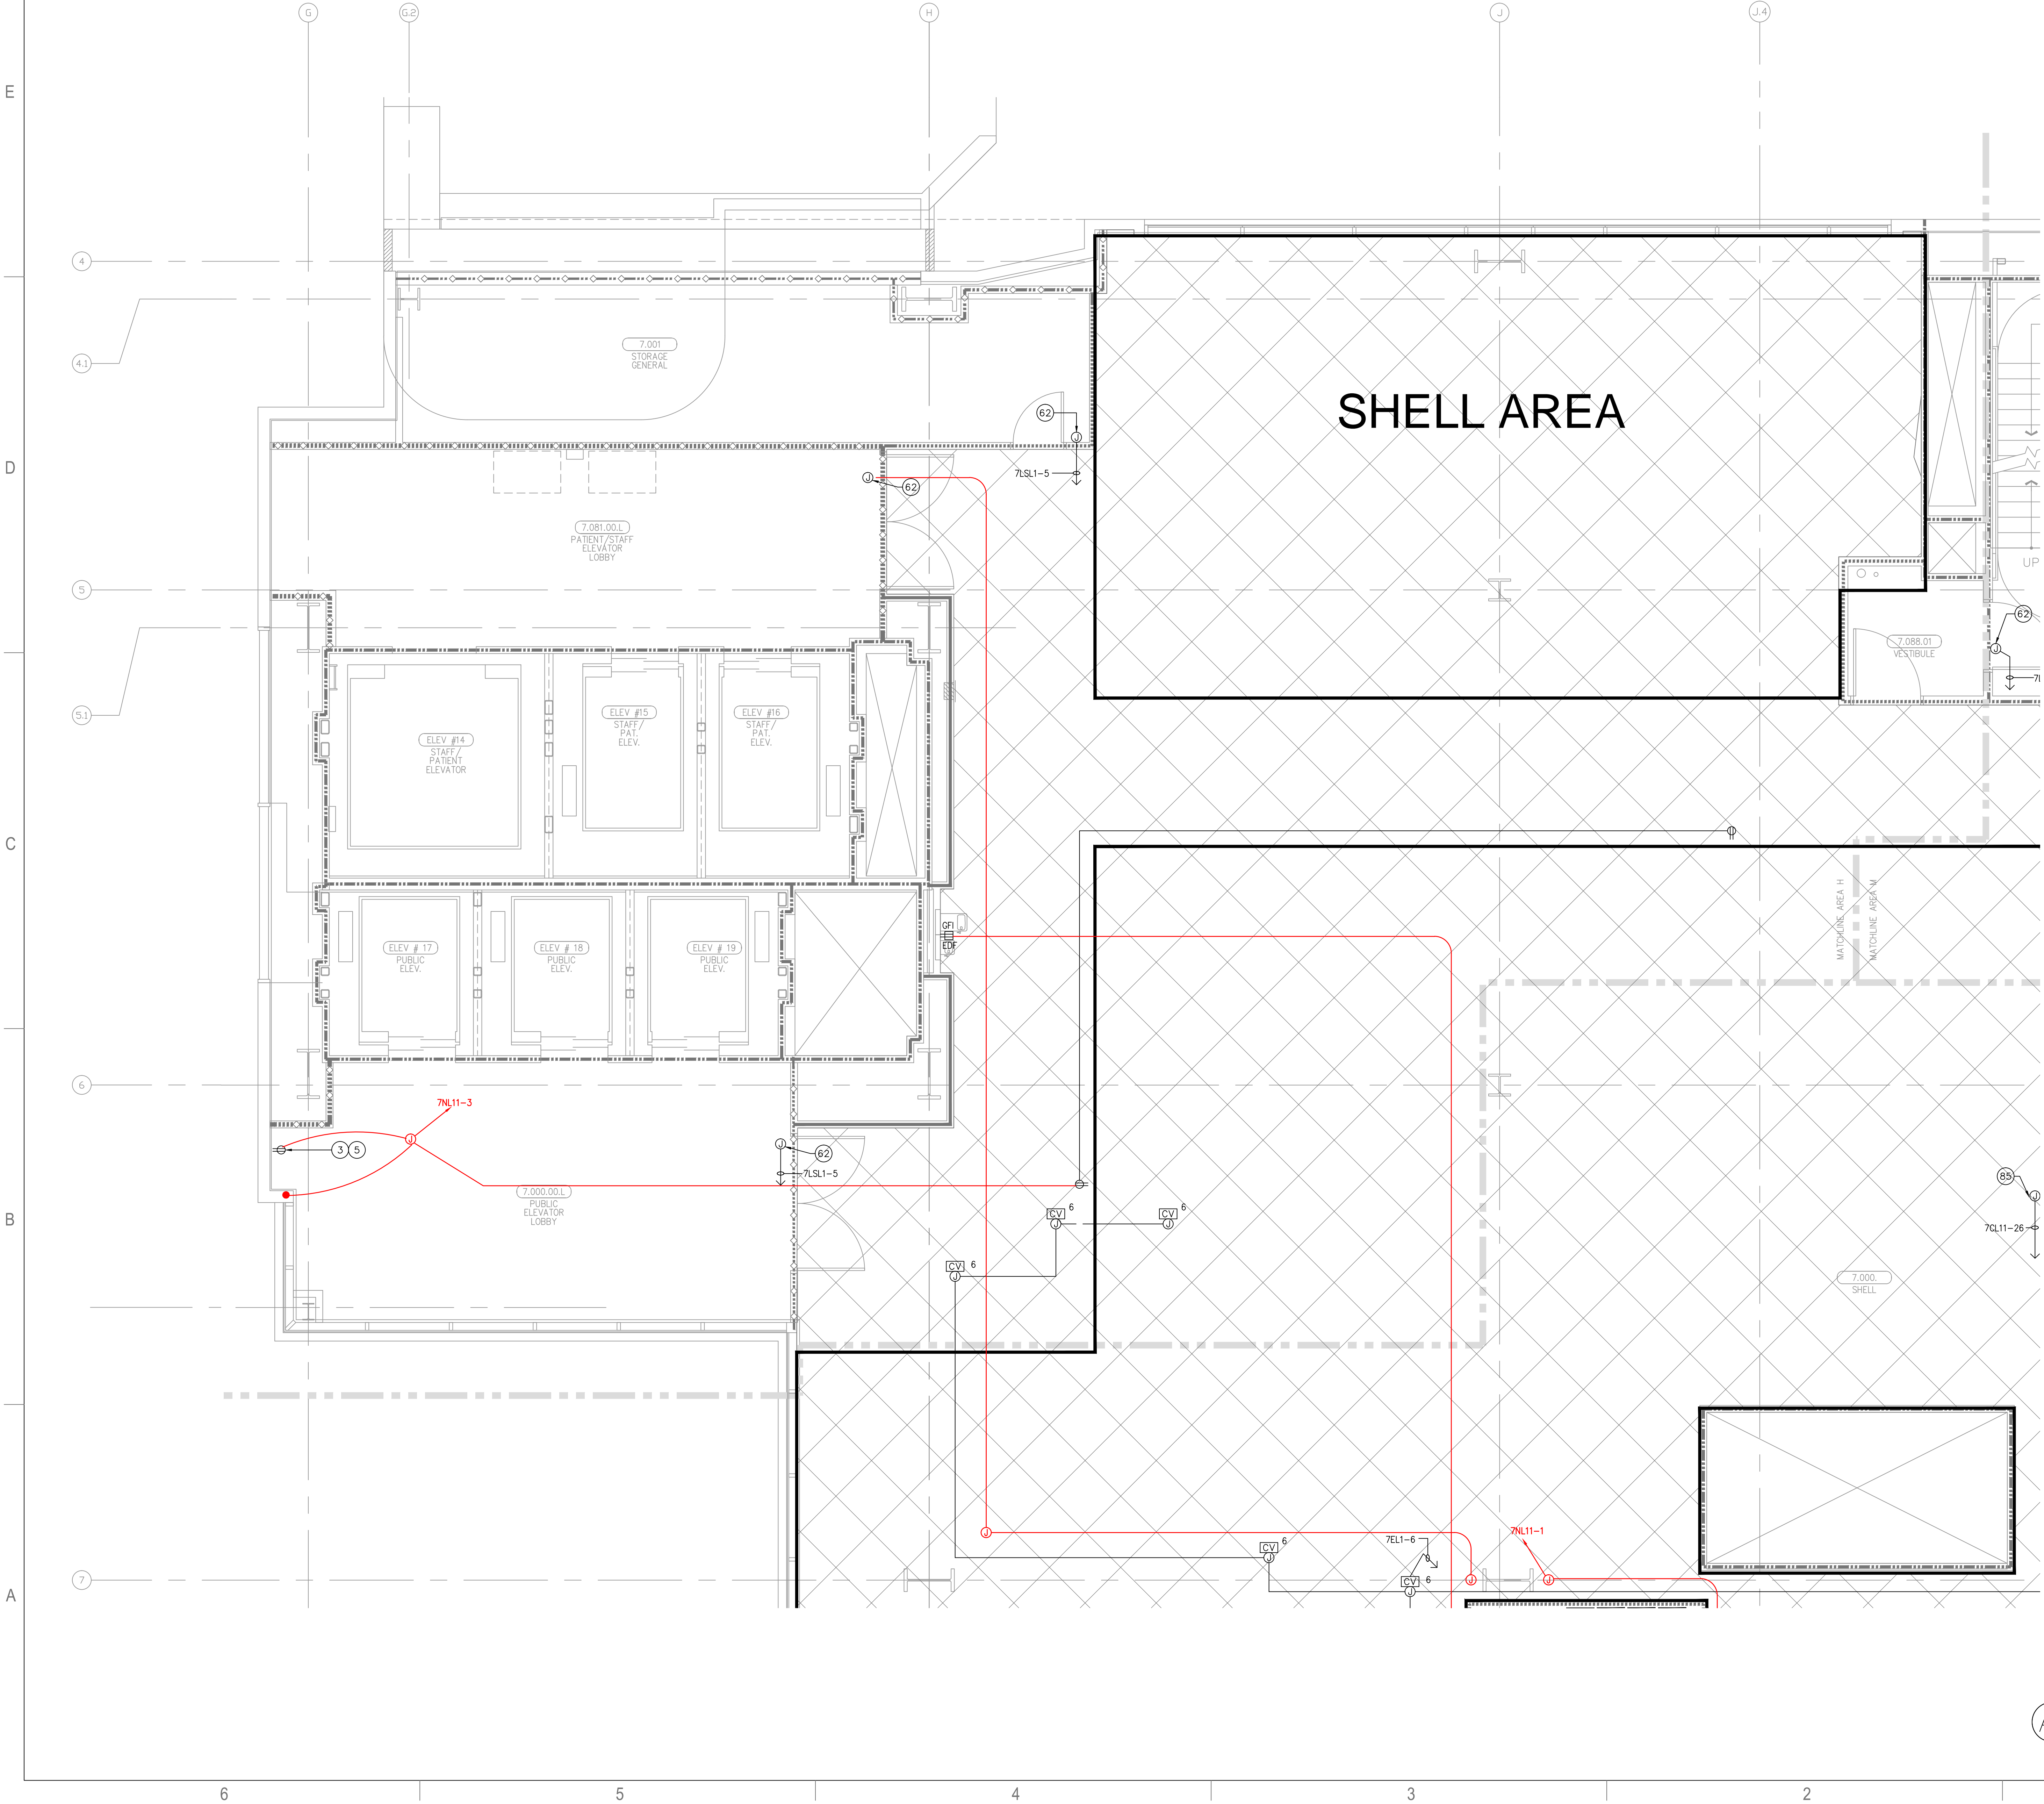 G
G.2
H
J
J.4
E
4
4.1
7.001
STORAGE
GENERAL
SHELL AREA
62
J
7LSL1-5
D
J
62
7.081.00.L
PATIENT/STAFF
ELEVATOR
LOBBY
UP
5
62
7.088.01
VESTIBULE
J
5.1
ELEV #14
STAFF/
PATIENT
ELEVATOR
ELEV #15
STAFF/
PAT.
ELEV.
ELEV #16
STAFF/
PAT.
ELEV.
C
MATCHLINE AREA H
MATCHLINE AREA M
GFI
EDF
ELEV # 17
PUBLIC
ELEV.
ELEV # 18
PUBLIC
ELEV.
ELEV # 19
PUBLIC
ELEV.
6
7NL11-3
J
3
5
J
62
7LSL1-5
7.000.00.L
PUBLIC
ELEVATOR
LOBBY
B
85
J
7CL11-26
CV
6
J
CV
6
J
CV
6
J
7.000.
SHELL
J
7EL1-6
7NL11-1
CV
6
J
7
J
J
CV
6
J
A
6
5
4
3
2